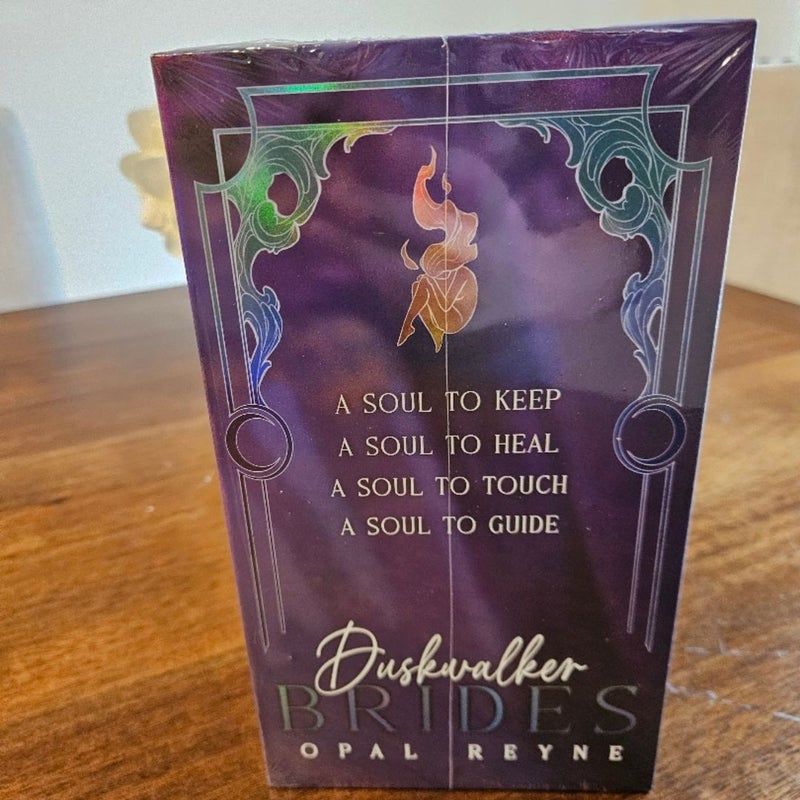 A SOUL TO KEEP
A SOUL TO HEAL
A SOUL TO TOUCH
A SOUL TO GUIDE
Duskwalker
BRIDES
OPAL REYNE